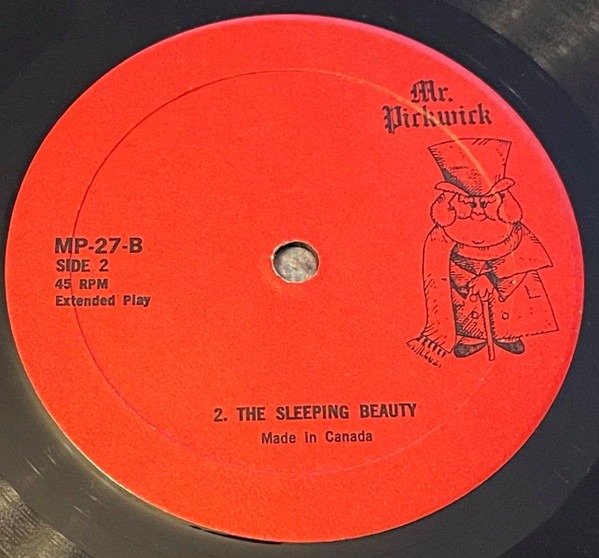 Mr.
Pickwick
MP-27-B
SIDE 2
45 RPM
Extended Play
2. THE SLEEPING BEAUTY
Made in Canada